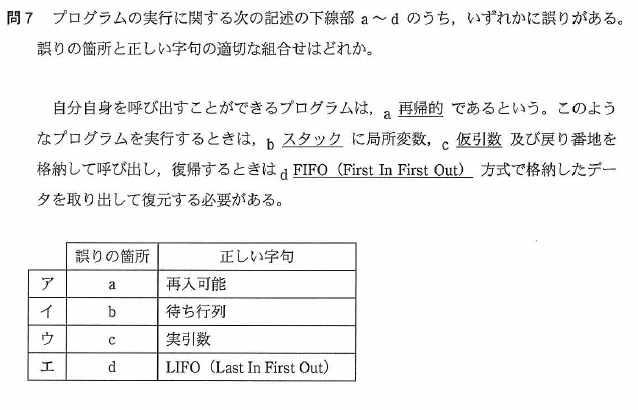 問7 プログラムの実行に関する次の記述の下線部 a～d のうち，いずれかに誤りがある。
誤りの箇所と正しい字句の適切な組合せはどれか。
自分自身を呼び出すことができるプログラムは，a 再帰的 であるという。このよう
なプログラムを実行するときは，b スタック に局所変数，c 仮引数 及び戻り番地を
格納して呼び出し，復帰するときは d FIFO（First In First Out） 方式で格納したデー
タを取り出して復元する必要がある。
誤りの箇所 正しい字句
ア a 再入可能
イ b 待ち行列
ウ c 実引数
エ d LIFO（Last In First Out）